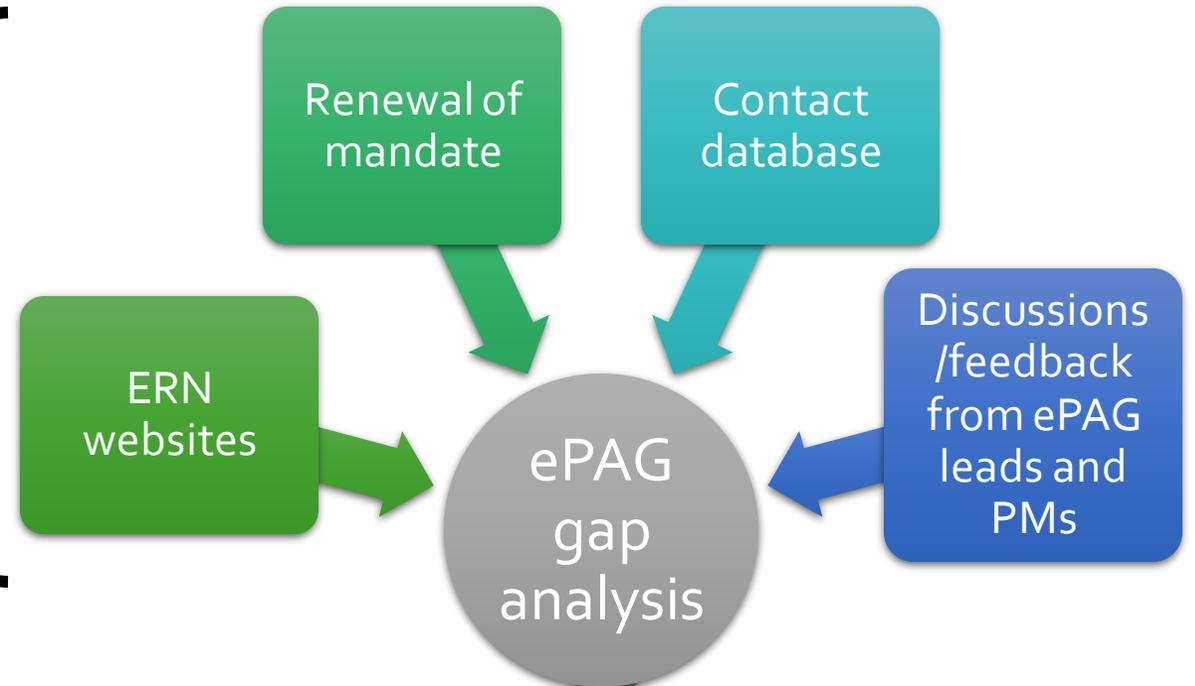 Renewal of
mandate
Contact
database
ERN
websites
Discussions
/feedback
from ePAG
leads and
PMs
ePAG
gap
analysis